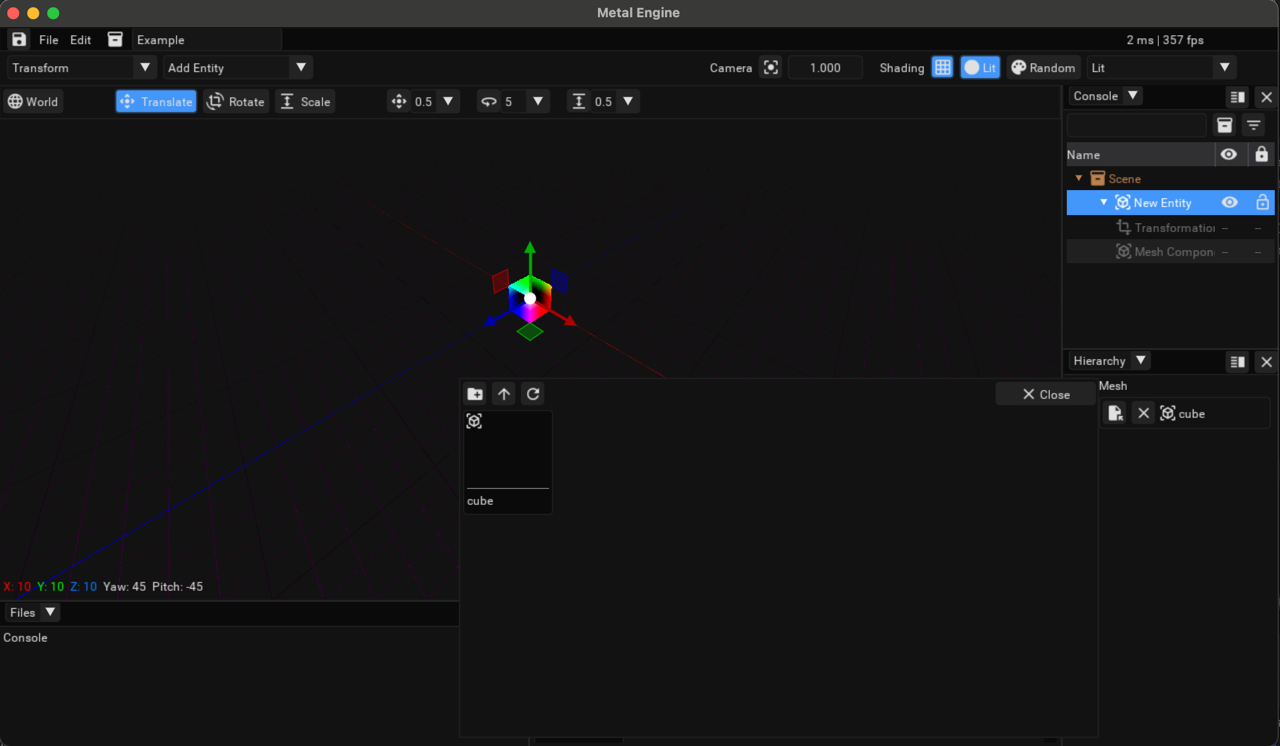 Metal Engine
File Edit Example 2 ms | 357 fps
Transform Add Entity Camera 1.000 Shading Lit Random Lit
World Translate Rotate Scale 0.5 5 0.5
Console
Name
Scene
New Entity
Transformatio –  –
Mesh Compon –  –
Hierarchy
Mesh
cube
Close
cube
X: 10 Y: 10 Z: 10 Yaw: 45 Pitch: -45
Files
Console